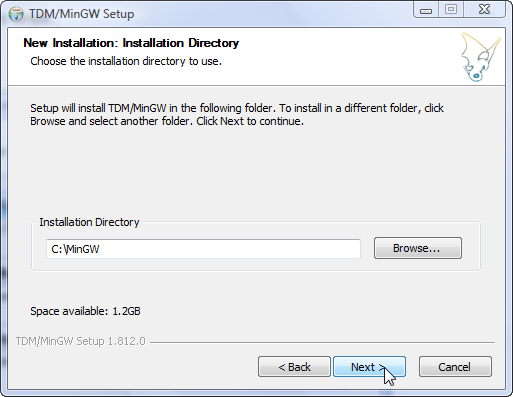 TDM/MinGW Setup
New Installation: Installation Directory
Choose the installation directory to use.
Setup will install TDM/MinGW in the following folder. To install in a different folder, click
Browse and select another folder. Click Next to continue.
Installation Directory
C:\MinGW
Browse...
Space available: 1.2GB
TDM/MinGW Setup 1.812.0
< Back
Next >
Cancel